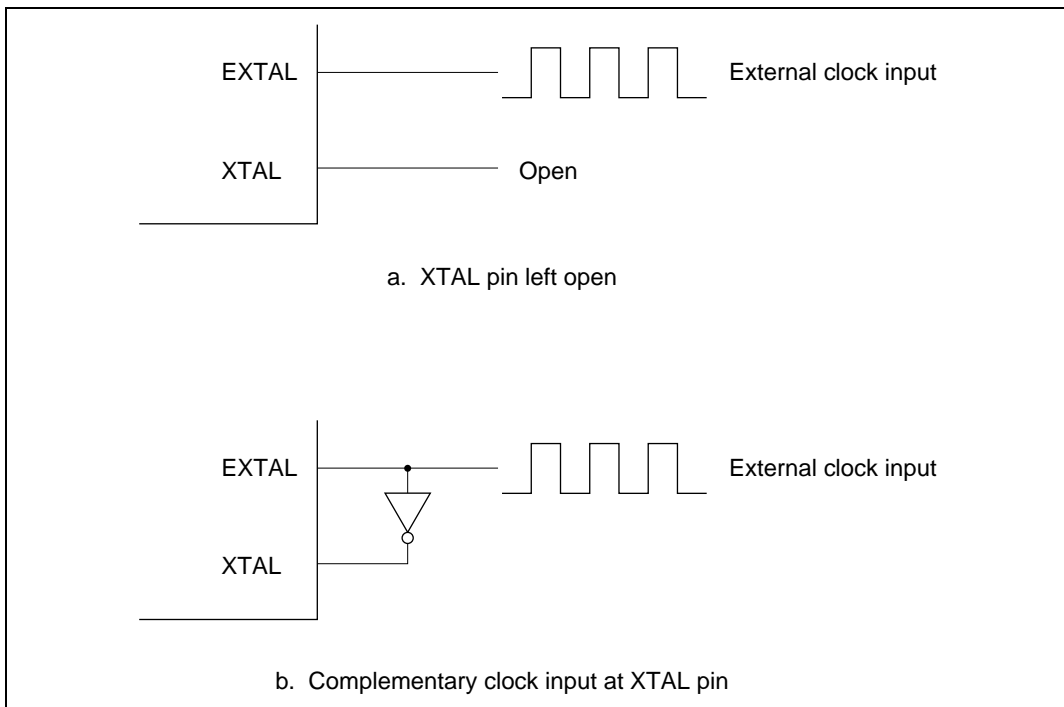 EXTAL
External clock input
XTAL
Open
a. XTAL pin left open
EXTAL
External clock input
XTAL
b. Complementary clock input at XTAL pin